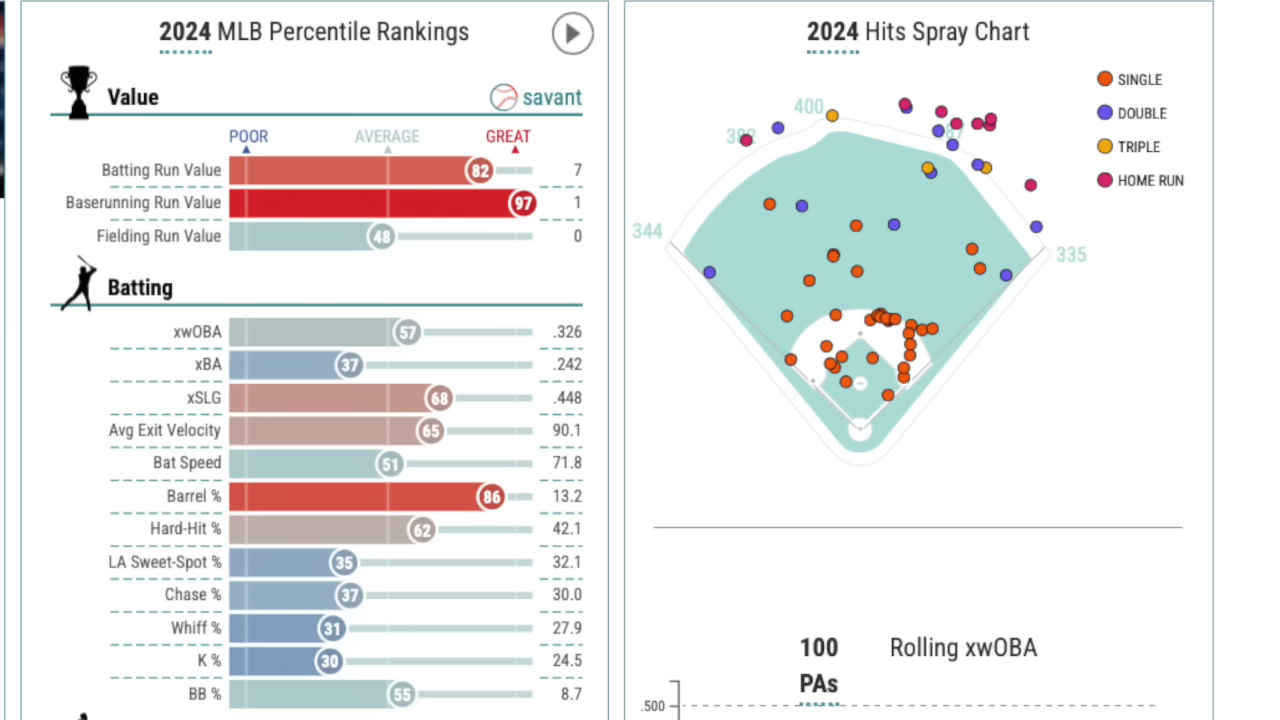 2024 MLB Percentile Rankings
Value
savant
POOR AVERAGE GREAT
Batting Run Value 82 7
Baserunning Run Value 97 1
Fielding Run Value 48 0
Batting
xwOBA 57 .326
xBA 37 .242
xSLG 68 .448
Avg Exit Velocity 65 90.1
Bat Speed 51 71.8
Barrel % 86 13.2
Hard-Hit % 62 42.1
LA Sweet-Spot % 35 32.1
Chase % 37 30.0
Whiff % 31 27.9
K % 30 24.5
BB % 55 8.7
2024 Hits Spray Chart
SINGLE
DOUBLE
TRIPLE
HOME RUN
400
344
335
100 PAs Rolling xwOBA
.500